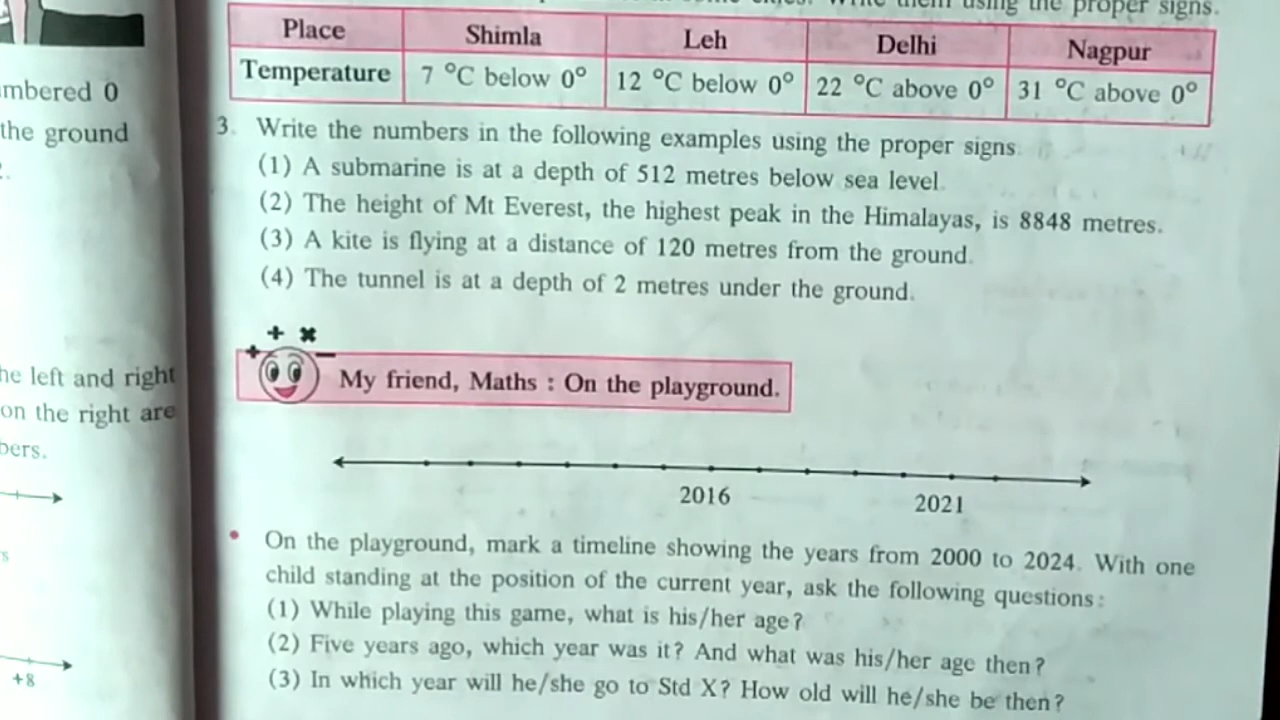 using the proper signs.
Place Shimla Leh Delhi Nagpur
Temperature 7 °C below 0° 12 °C below 0° 22 °C above 0° 31 °C above 0°
3. Write the numbers in the following examples using the proper signs
(1) A submarine is at a depth of 512 metres below sea level.
(2) The height of Mt Everest, the highest peak in the Himalayas, is 8848 metres.
(3) A kite is flying at a distance of 120 metres from the ground.
(4) The tunnel is at a depth of 2 metres under the ground.
My friend, Maths : On the playground.
2016 2021
• On the playground, mark a timeline showing the years from 2000 to 2024. With one
child standing at the position of the current year, ask the following questions:
(1) While playing this game, what is his/her age?
(2) Five years ago, which year was it? And what was his/her age then?
(3) In which year will he/she go to Std X? How old will he/she be then?
mbered 0
the ground
he left and right
on the right are
bers.
s
+8